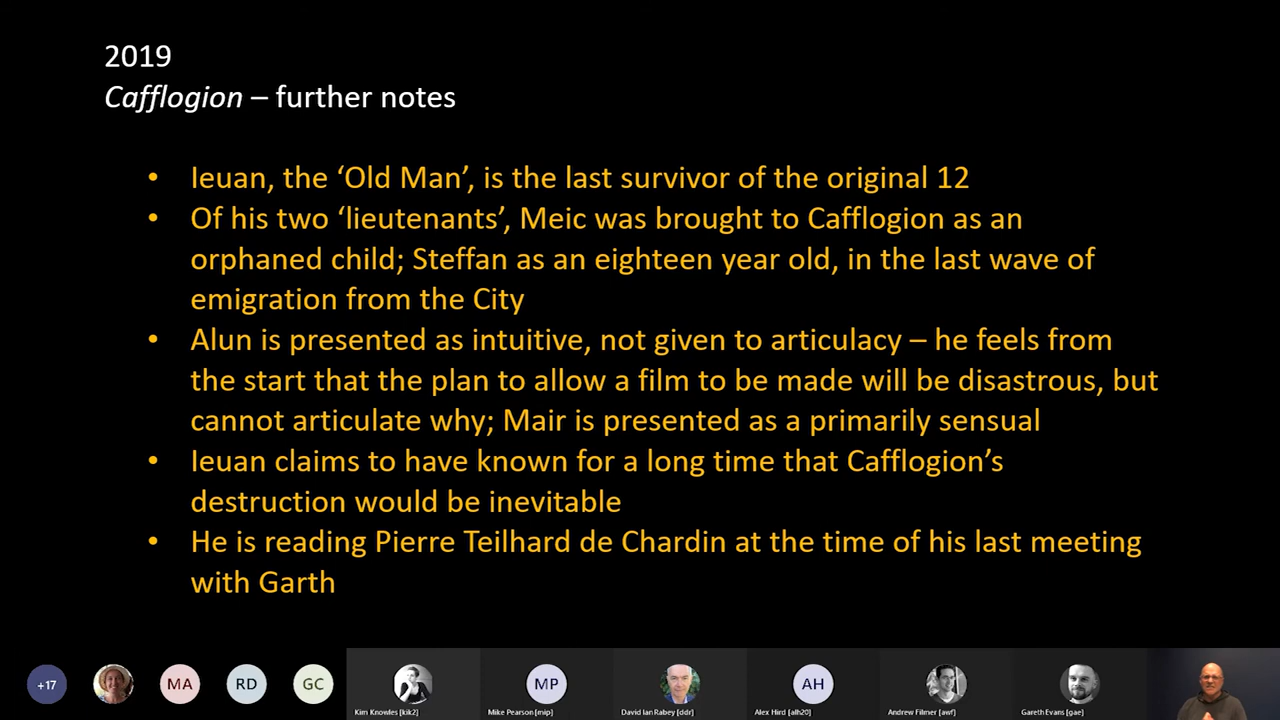 2019
Cafflogion – further notes
• Ieuan, the ‘Old Man’, is the last survivor of the original 12
• Of his two ‘lieutenants’, Meic was brought to Cafflogion as an
orphaned child; Steffan as an eighteen year old, in the last wave of
emigration from the City
• Alun is presented as intuitive, not given to articulacy – he feels from
the start that the plan to allow a film to be made will be disastrous, but
cannot articulate why; Mair is presented as a primarily sensual
• Ieuan claims to have known for a long time that Cafflogion’s
destruction would be inevitable
• He is reading Pierre Teilhard de Chardin at the time of his last meeting
with Garth
+17 MA RD GC MP AH
Kim Knowles [kik2] Mike Pearson [mip] David Ian Rabey [ddr] Alex Hird [alh20] Andrew Filmer [awf] Gareth Evans [gae]